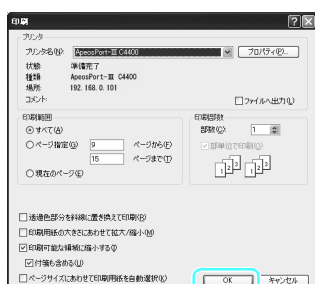 印刷
プリンタ
プリンタ名(N): ApeosPort-Ⅲ C4400 プロパティ(P)...
状態: 準備完了
種類: ApeosPort-Ⅲ C4400
場所: 192.168.0.101
コメント: ファイルへ出力(L)
印刷範囲
すべて(A)
ページ指定(G) 9 ページから(F)
15 ページまで(T)
現在のページ(E)
印刷部数
部数(C): 1
部単位で印刷(O)
1 1 2 2 3 3
透過色部分を斜線に置き換えて印刷(R)
印刷用紙の大きさにあわせて拡大/縮小(M)
印刷可能な領域に縮小する(I)
付箋も含める(U)
ページサイズにあわせて印刷用紙を自動選択(K)
OK キャンセル